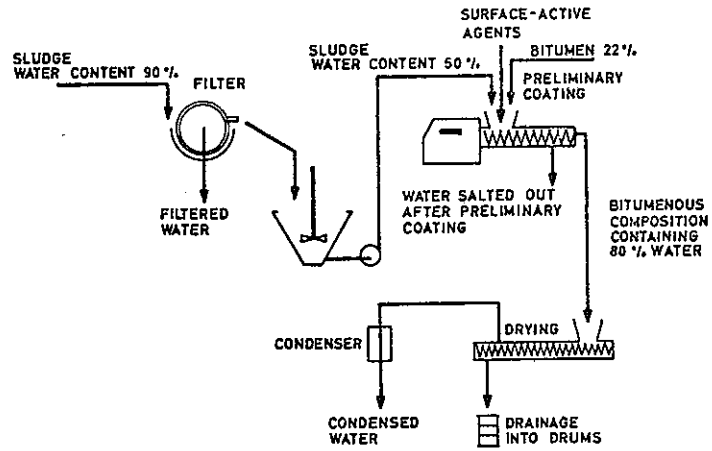 SURFACE-ACTIVE
AGENTS
SLUDGE
WATER CONTENT 90 %
FILTER
SLUDGE
WATER CONTENT 50 %
BITUMEN 22 %
PRELIMINARY
COATING
FILTERED
WATER
WATER SALTED OUT
AFTER PRELIMINARY
COATING
BITUMENOUS
COMPOSITION
CONTAINING
80 % WATER
CONDENSER
DRYING
CONDENSED
WATER
DRAINAGE
INTO DRUMS